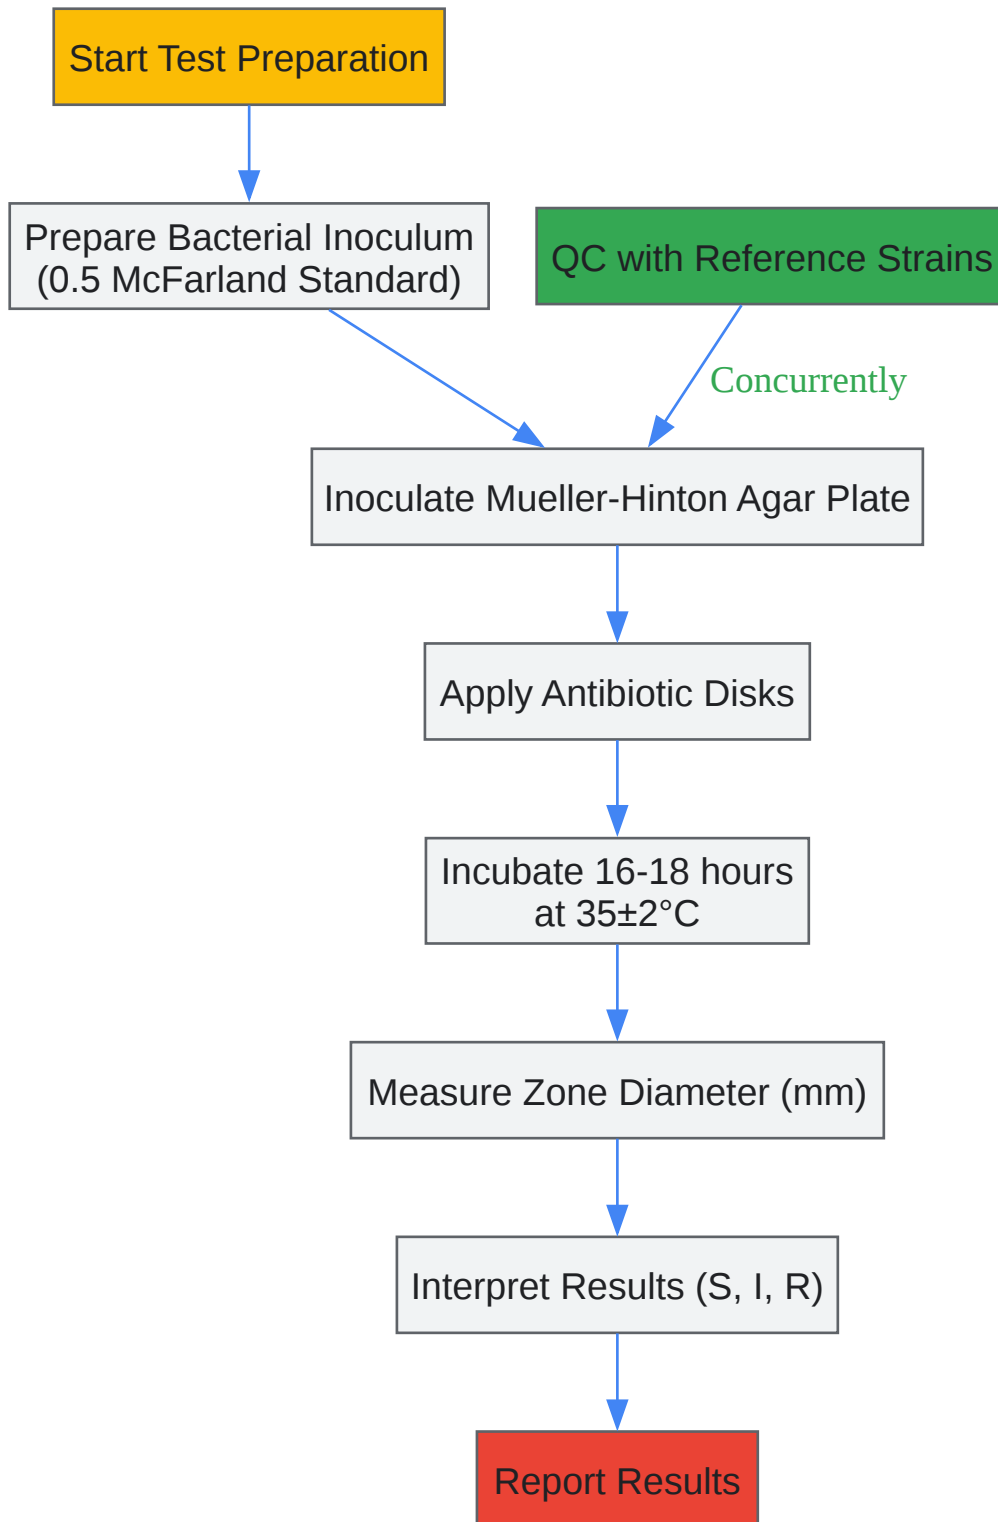 Start Test Preparation
Prepare Bacterial Inoculum
(0.5 McFarland Standard)
QC with Reference Strains
Concurrently
Inoculate Mueller-Hinton Agar Plate
Apply Antibiotic Disks
Incubate 16-18 hours
at 35±2°C
Measure Zone Diameter (mm)
Interpret Results (S, I, R)
Report Results